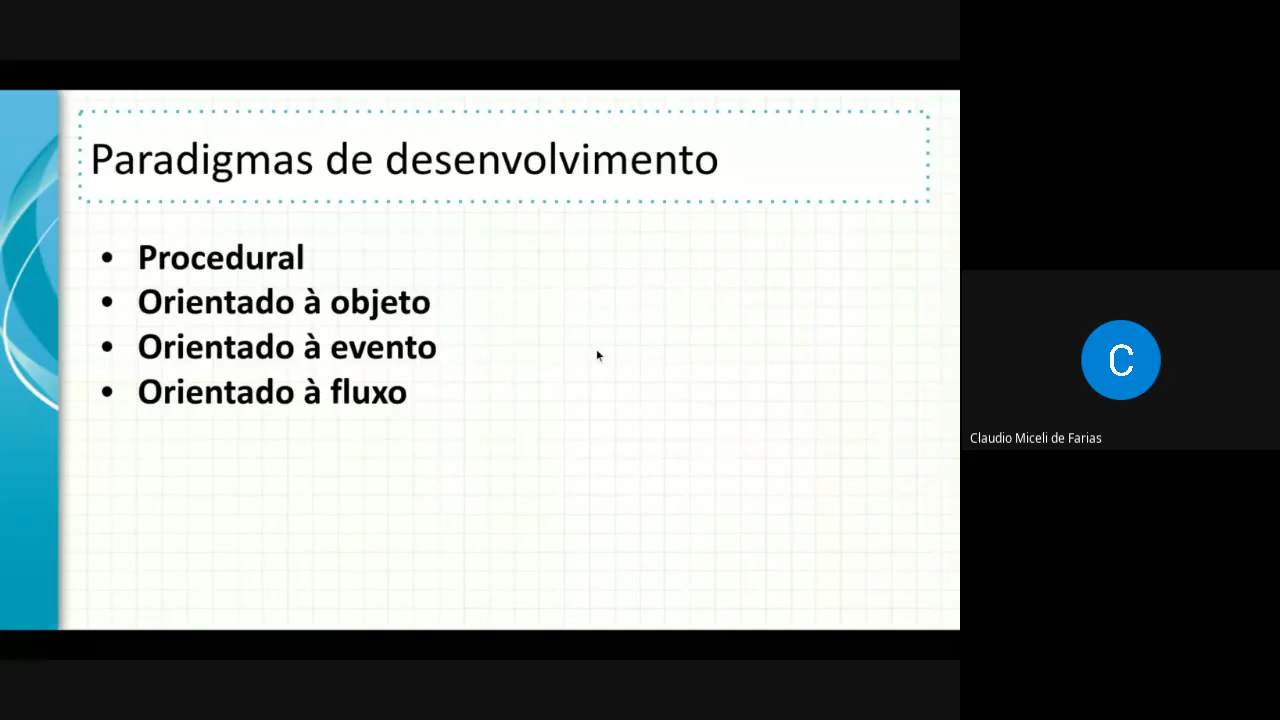 Paradigmas de desenvolvimento
• Procedural
• Orientado à objeto
• Orientado à evento
• Orientado à fluxo
C
Claudio Miceli de Farias